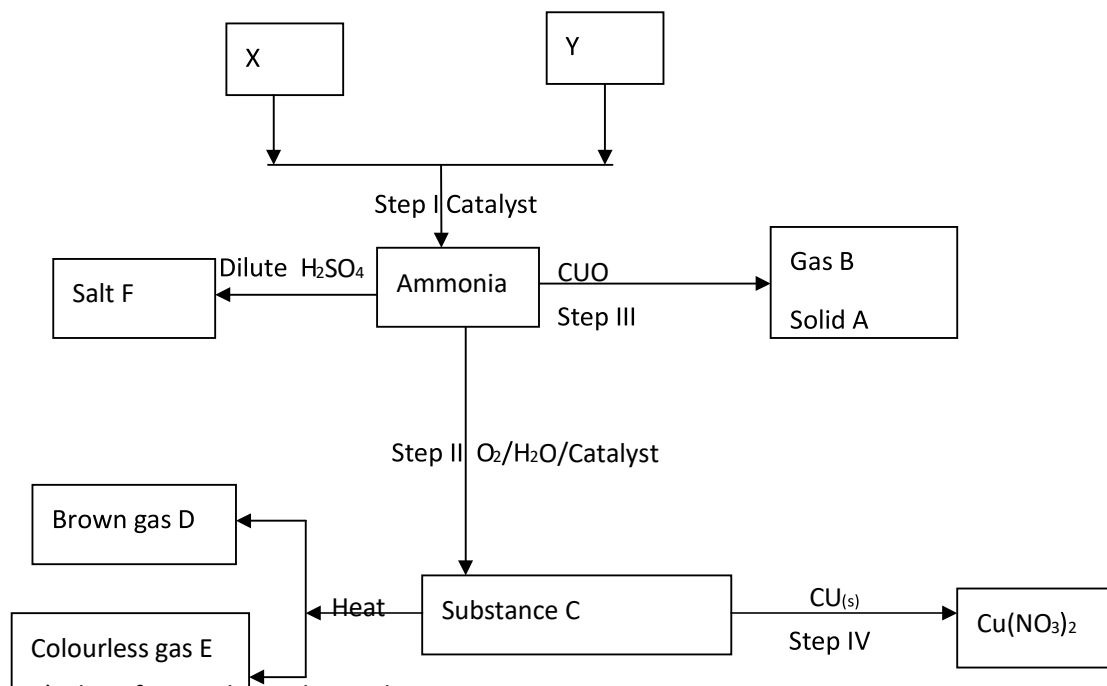 X
Y
Step I Catalyst
Dilute H₂SO₄
Ammonia
CUO
Gas B
Salt F
Step III
Solid A
Step II O₂/H₂O/Catalyst
Brown gas D
Heat
Substance C
CU(s)
Step IV
Cu(NO₃)₂
Colourless gas E